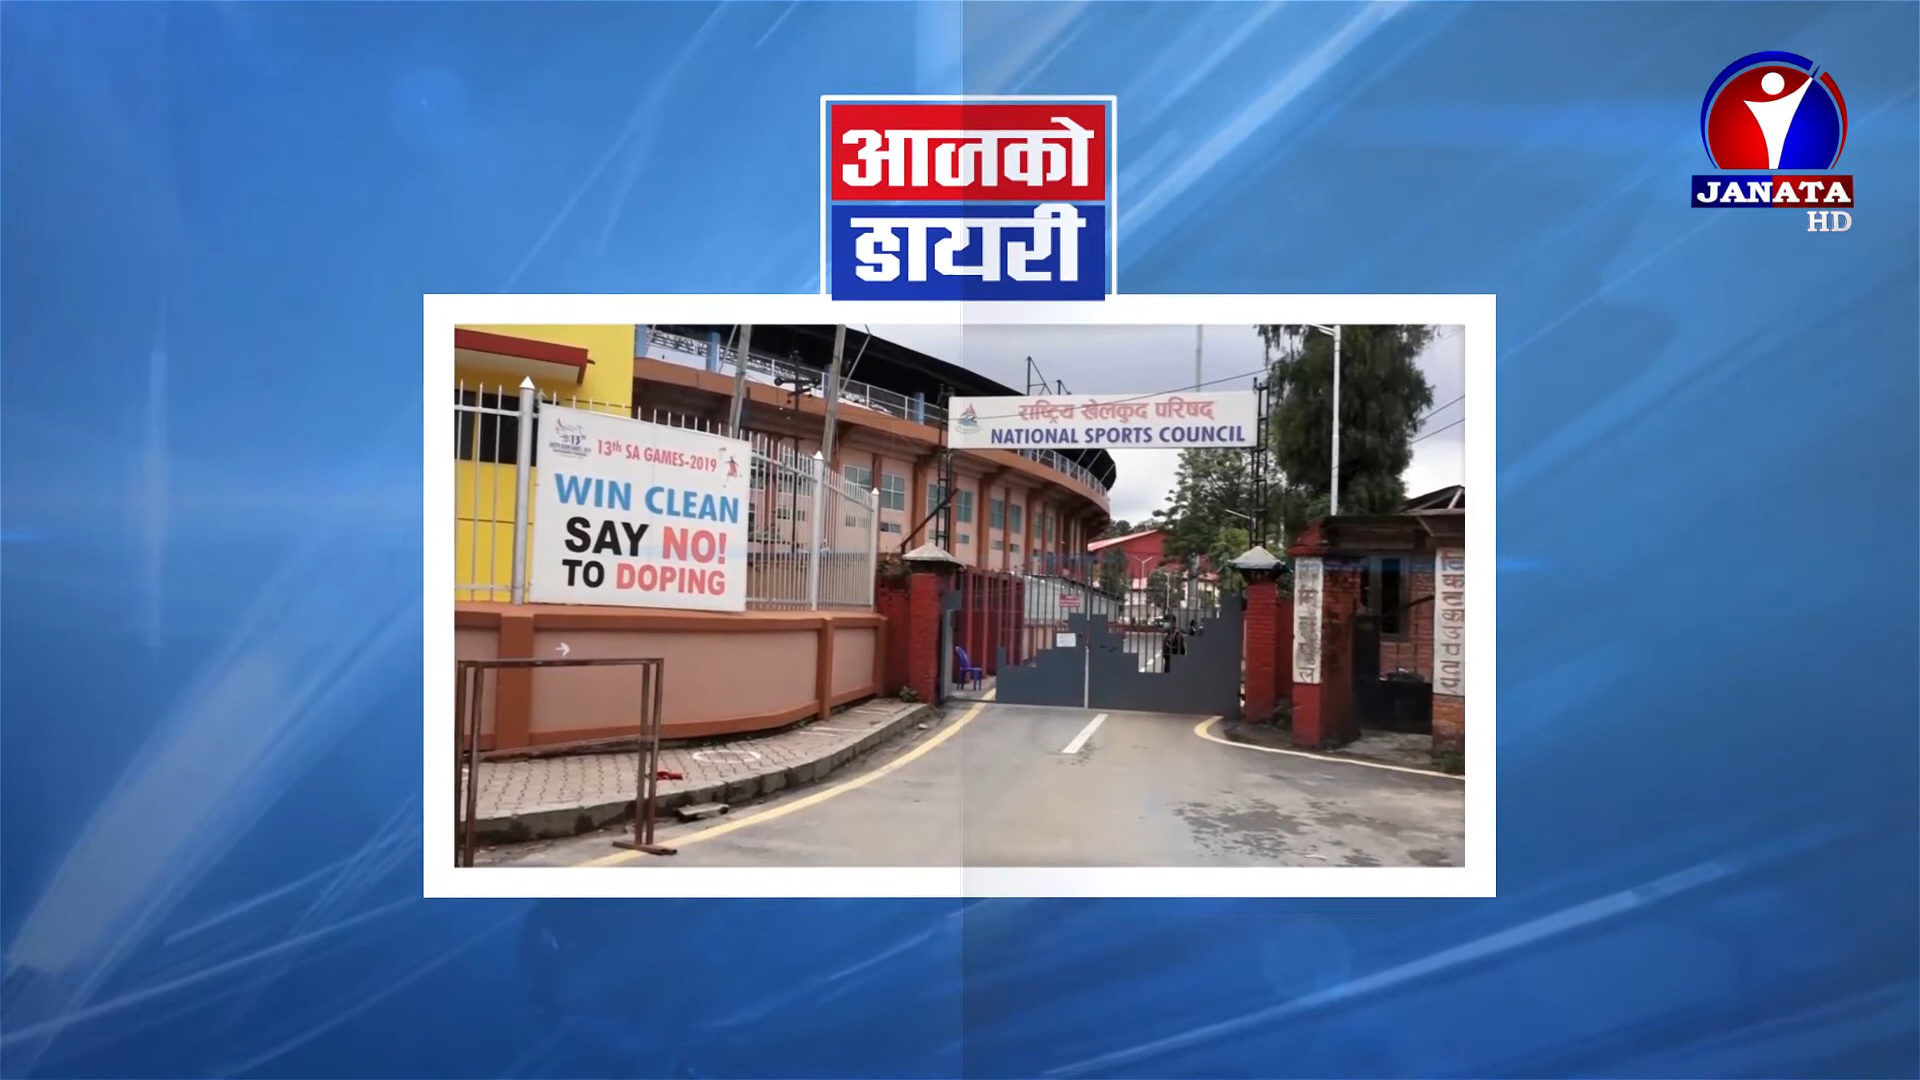 आजको
डायरी
JANATA
HD
राष्ट्रिय खेलकुद परिषद्
NATIONAL SPORTS COUNCIL
13th SA GAMES-2019
WIN CLEAN
SAY NO!
TO DOPING